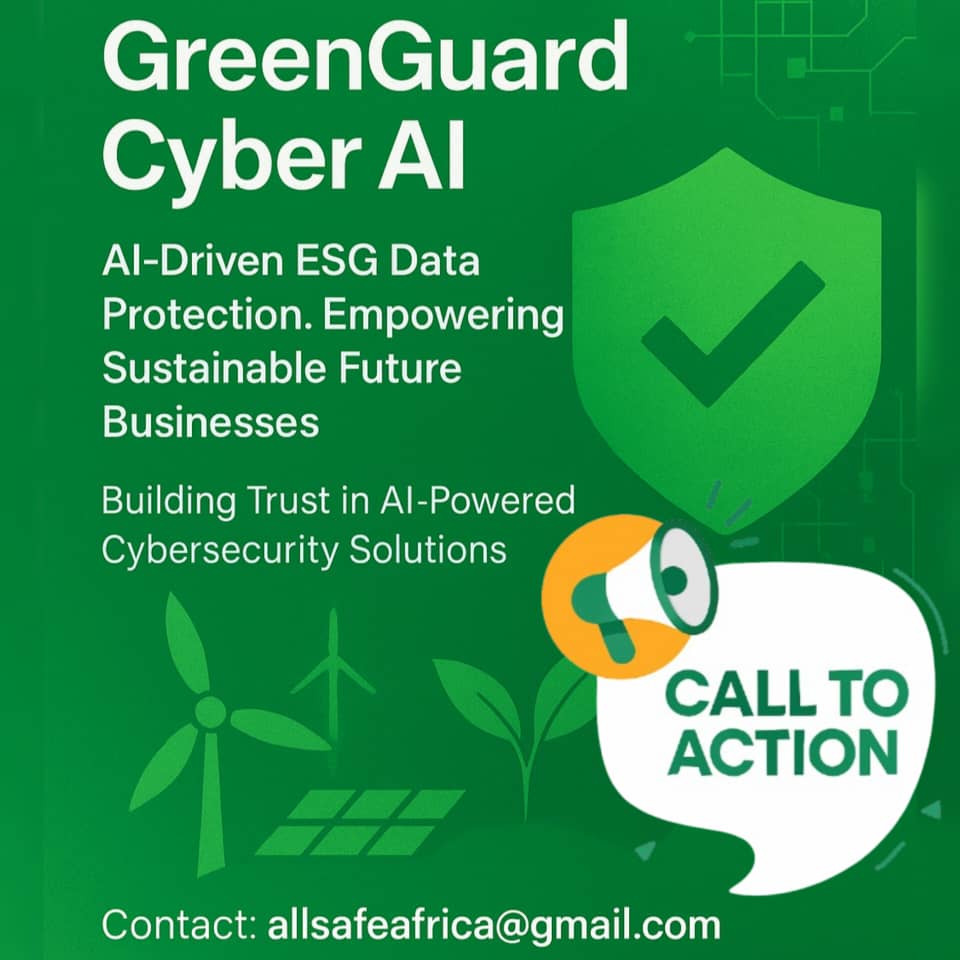 GreenGuard
Cyber AI
AI-Driven ESG Data
Protection. Empowering
Sustainable Future
Businesses
Building Trust in AI-Powered
Cybersecurity Solutions
CALL TO
ACTION
Contact: allsafeafrica@gmail.com